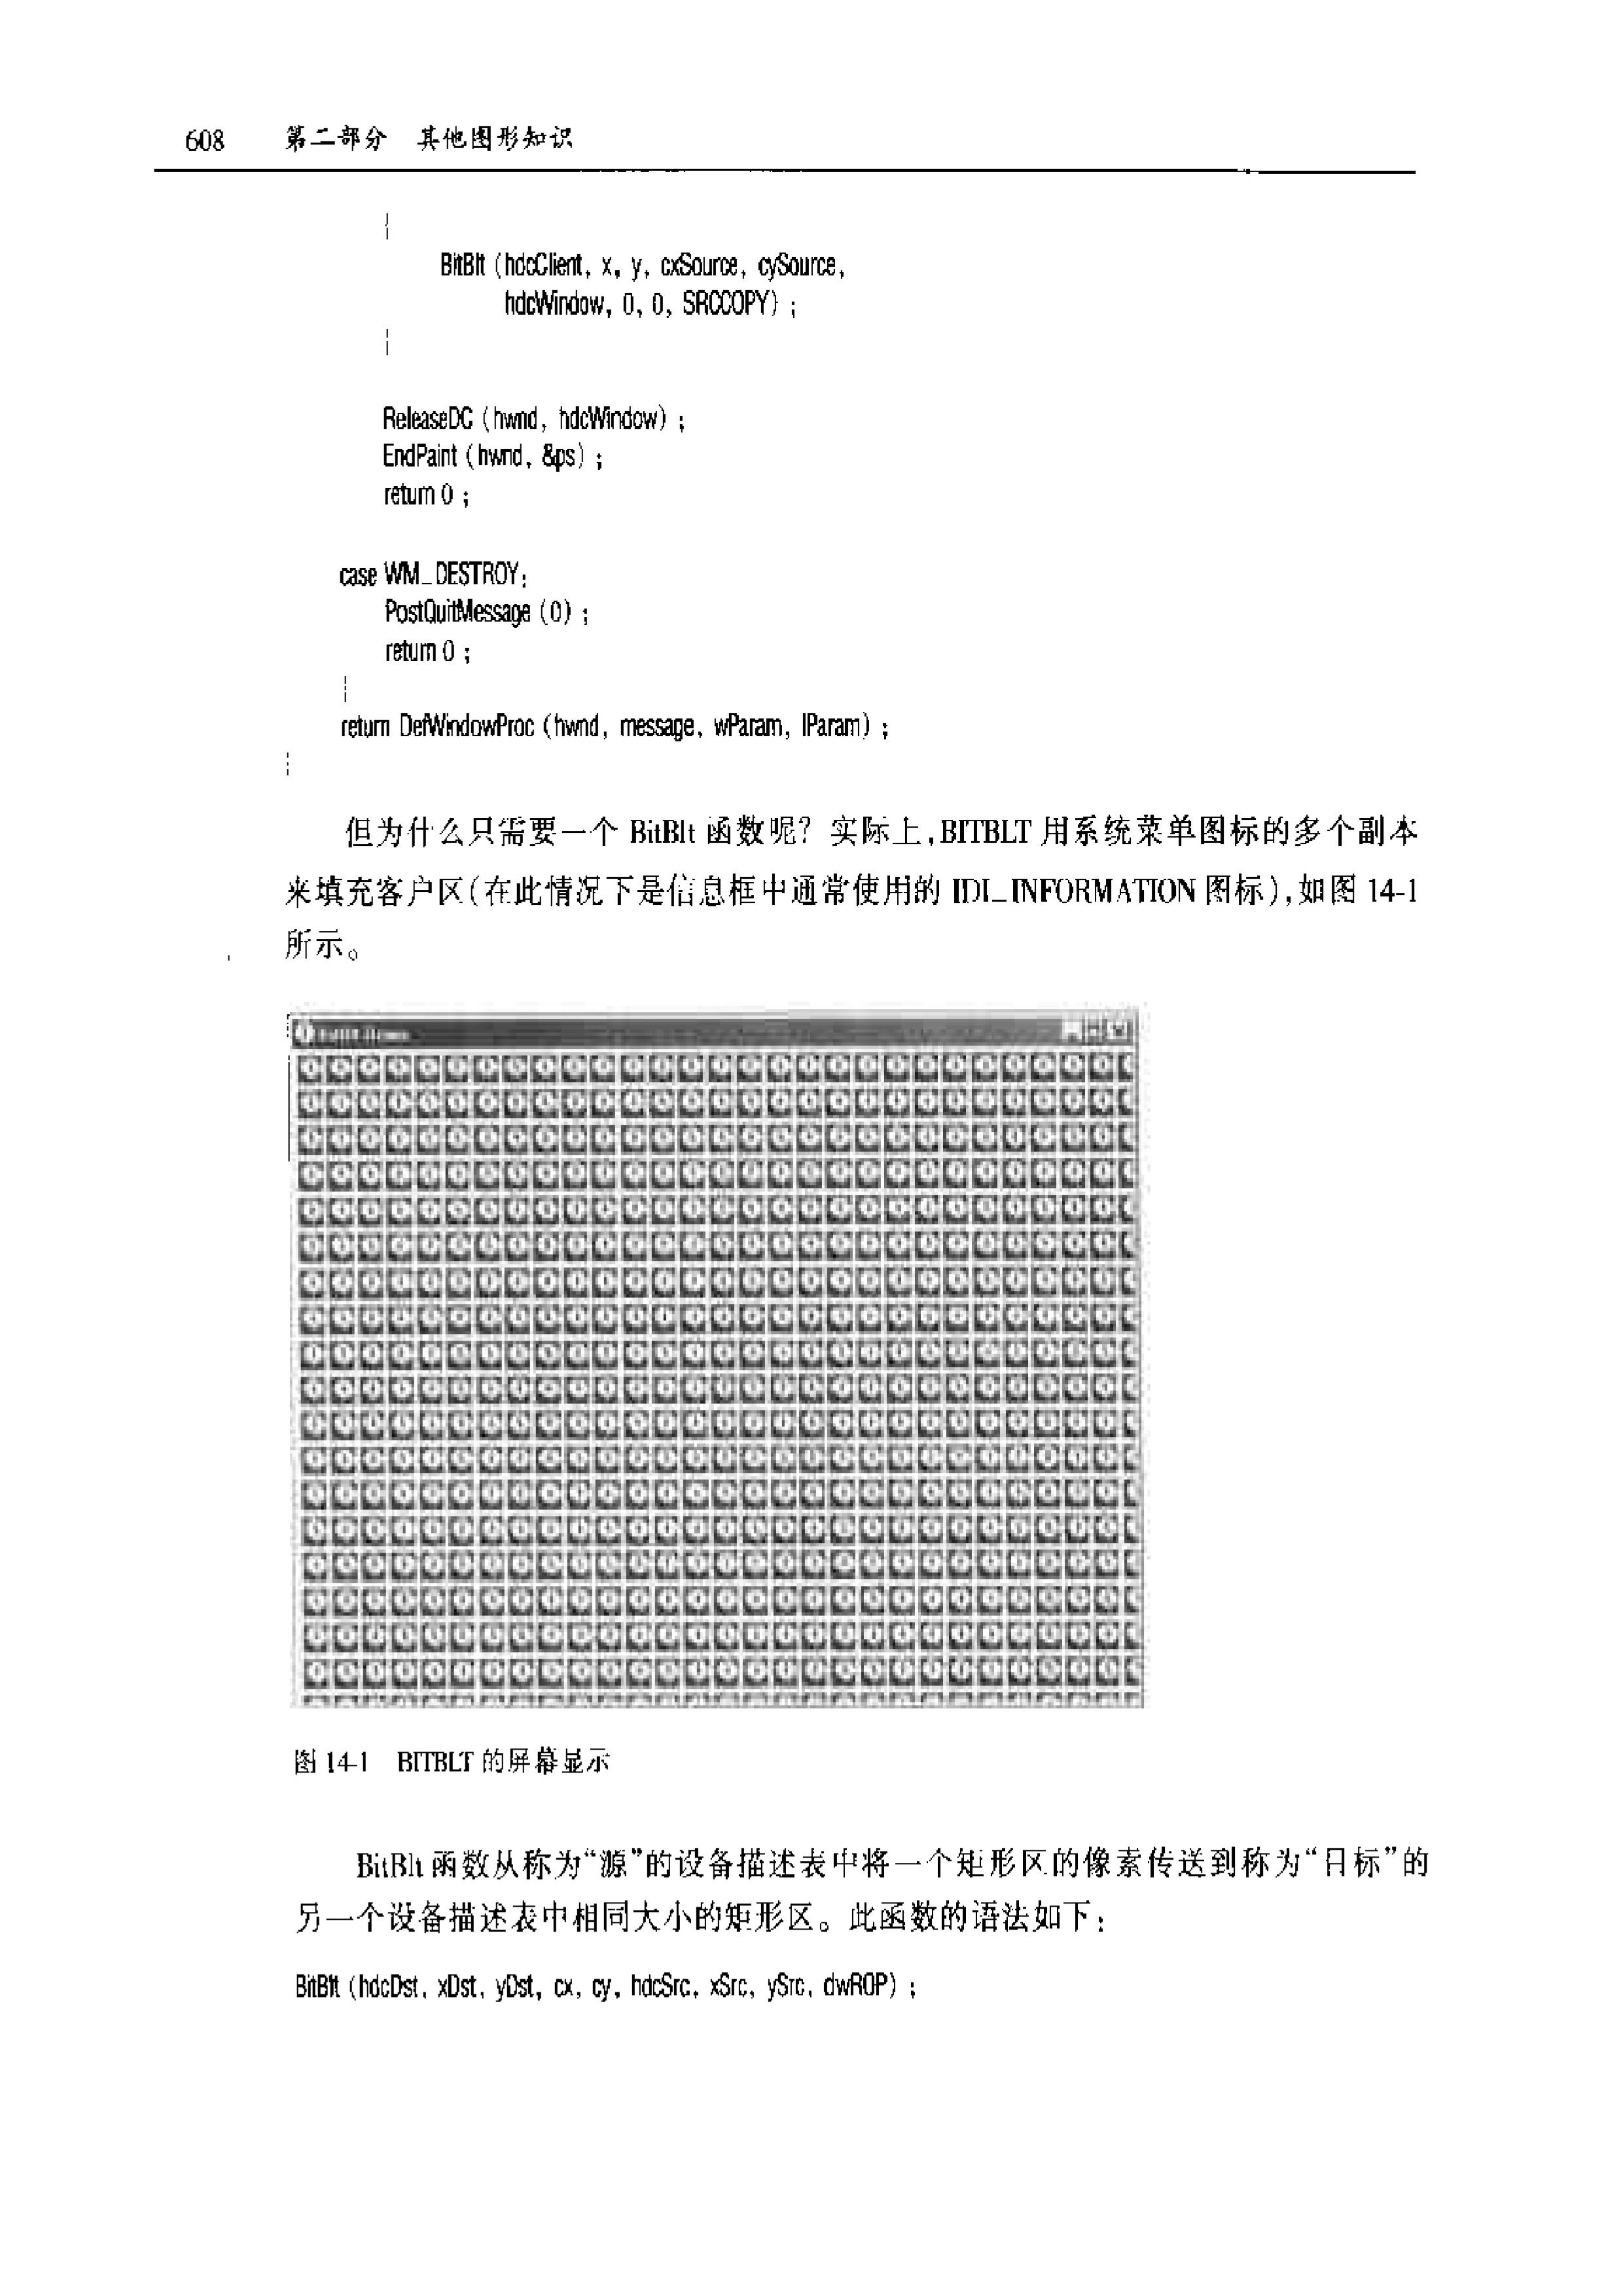 608 第二部分 其他图形知识
{
BitBlt (hdcClient, x, y, cxSource, cySource,
hdcWindow, 0, 0, SRCCOPY) ;
}
ReleaseDC (hwnd, hdcWindow) ;
EndPaint (hwnd, &ps) ;
return 0 ;
case WM_DESTROY:
PostQuitMessage (0) ;
return 0 ;
}
return DefWindowProc (hwnd, message, wParam, lParam) ;
}
但为什么只需要一个 BitBlt 函数呢? 实际上,BITBLT 用系统菜单图标的多个副本
来填充客户区(在此情况下是信息框中通常使用的 IDI_INFORMATION 图标),如图 14-1
所示。
图 14-1 BITBLT 的屏幕显示
BitBlt 函数从称为“源”的设备描述表中将一个矩形区的像素传送到称为“目标”的
另一个设备描述表中相同大小的矩形区。此函数的语法如下:
BitBlt (hdcDst, xDst, yDst, cx, cy, hdcSrc, xSrc, ySrc, dwROP) ;